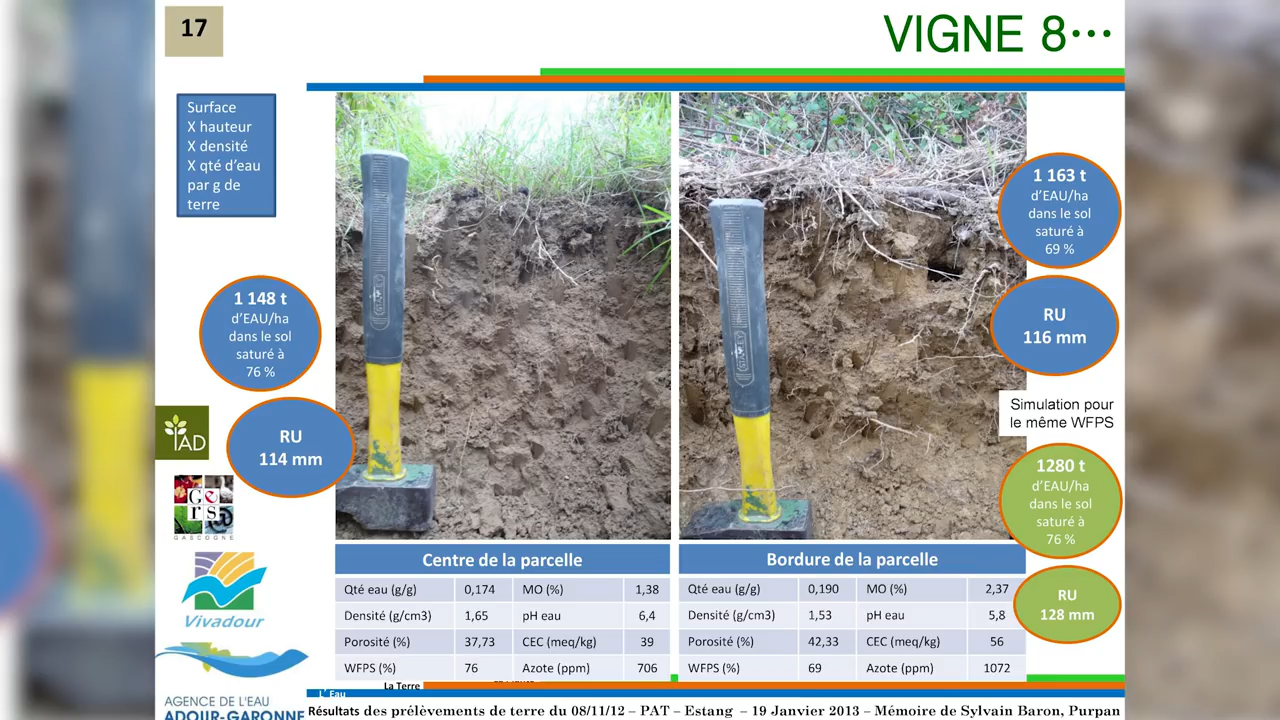 17
VIGNE 8...
Surface
X hauteur
X densité
X qté d'eau
par g de
terre
1 148 t
d'EAU/ha
dans le sol
saturé à
76 %
RU
114 mm
STANLEY
STANLEY
1 163 t
d'EAU/ha
dans le sol
saturé à
69 %
RU
116 mm
Simulation pour
le même WFPS
1280 t
d'EAU/ha
dans le sol
saturé à
76 %
RU
128 mm
IAD
Gers
GASCOGNE
Vivadour
AGENCE DE L'EAU
ADOUR-GARONNE
Centre de la parcelle
Qté eau (g/g) 0,174 MO (%) 1,38
Densité (g/cm3) 1,65 pH eau 6,4
Porosité (%) 37,73 CEC (meq/kg) 39
WFPS (%) 76 Azote (ppm) 706
Bordure de la parcelle
Qté eau (g/g) 0,190 MO (%) 2,37
Densité (g/cm3) 1,53 pH eau 5,8
Porosité (%) 42,33 CEC (meq/kg) 56
WFPS (%) 69 Azote (ppm) 1072
La Terre
L' Eau
Résultats des prélèvements de terre du 08/11/12 – PAT – Estang – 19 Janvier 2013 – Mémoire de Sylvain Baron, Purpan